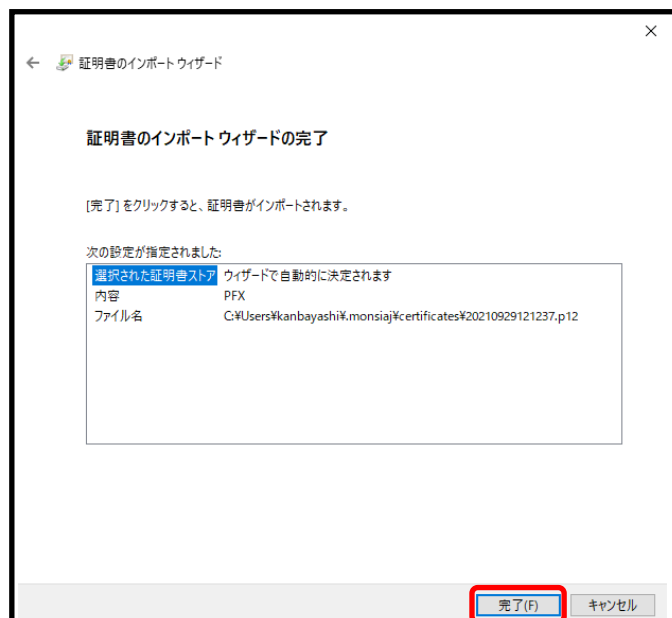 証明書のインポート ウィザード
証明書のインポート ウィザードの完了
[完了] をクリックすると、証明書がインポートされます。
次の設定が指定されました:
選択された証明書ストア ウィザードで自動的に決定されます
内容 PFX
ファイル名 C:¥Users¥kanbayashi¥.monsiaj¥certificates¥20210929121237.p12
完了(F) キャンセル